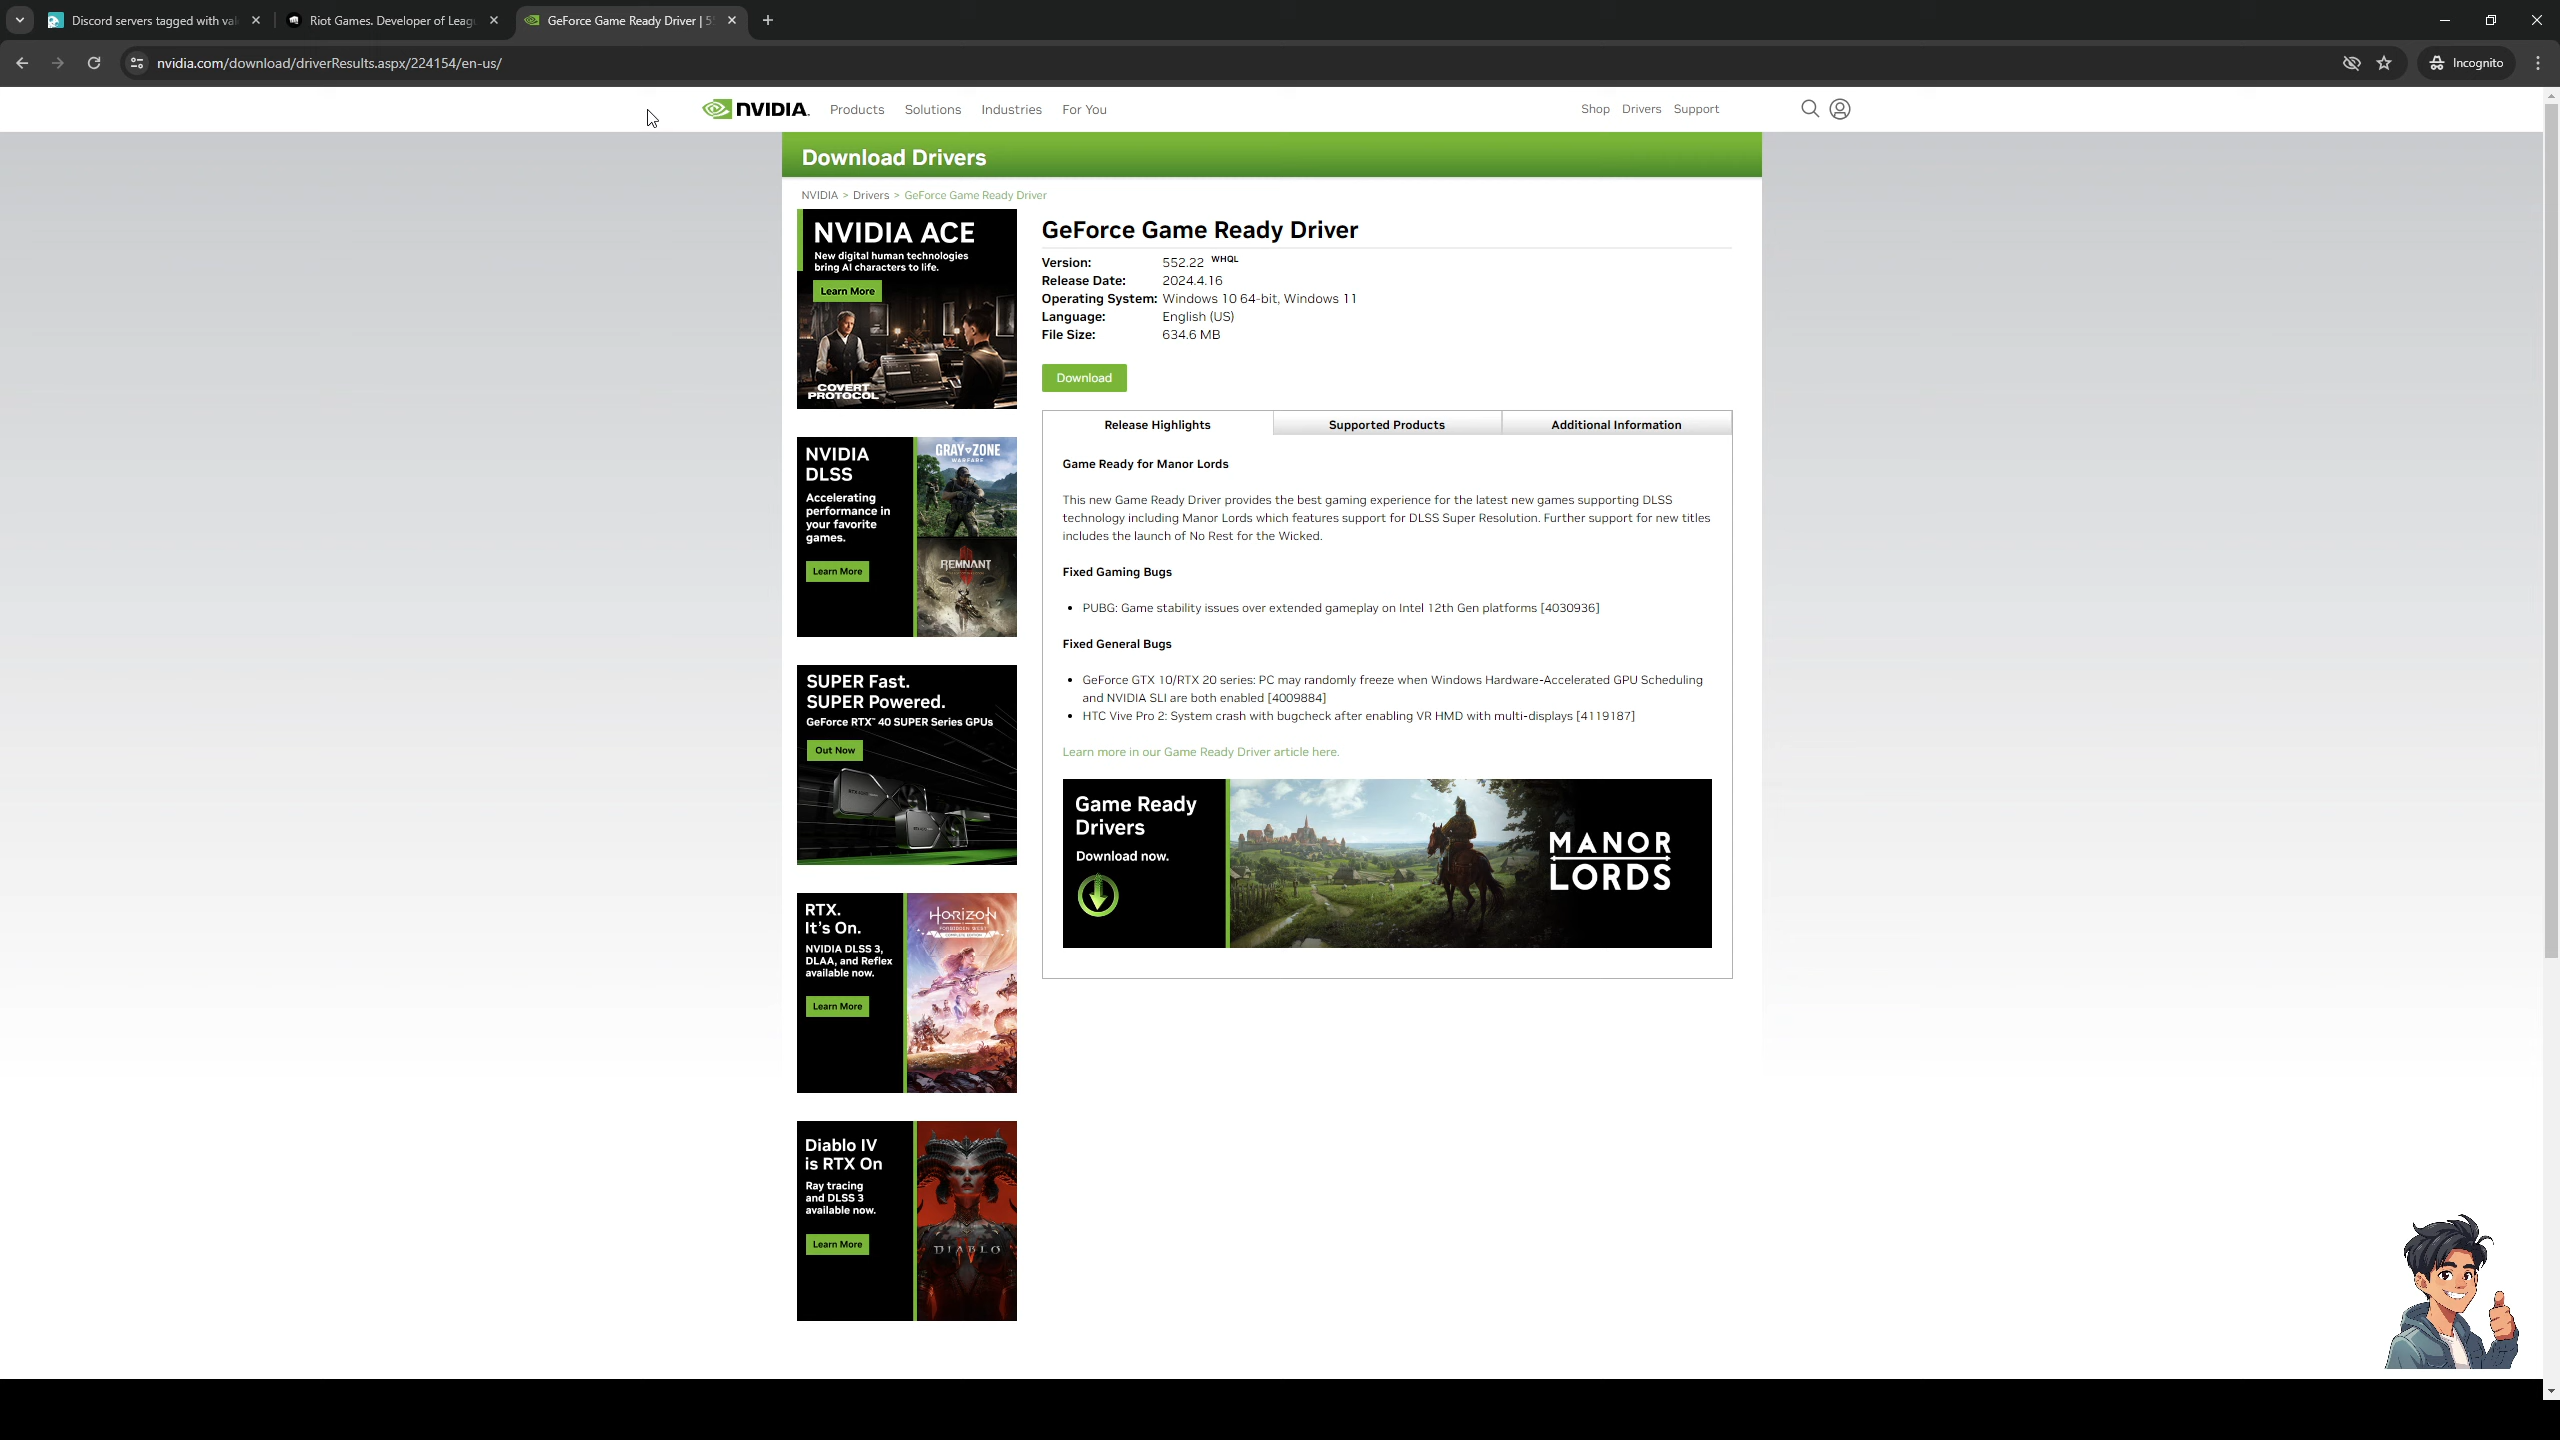 Discord servers tagged with val
Riot Games. Developer of Leagu
GeForce Game Ready Driver | 5
nvidia.com/download/driverResults.aspx/224154/en-us/
Incognito
NVIDIA.
Products
Solutions
Industries
For You
Shop
Drivers
Support
Download Drivers
NVIDIA > Drivers > GeForce Game Ready Driver
NVIDIA ACE
New digital human technologies
bring AI characters to life.
Learn More
COVERT
PROTOCOL
NVIDIA
DLSS
Accelerating
performance in
your favorite
games.
Learn More
GRAY ZONE
WARFARE
REMNANT
II
SUPER Fast.
SUPER Powered.
GeForce RTX™ 40 SUPER Series GPUs
Out Now
RTX.
It's On.
NVIDIA DLSS 3,
DLAA, and Reflex
available now.
Learn More
HORIZON
FORBIDDEN WEST
COMPLETE EDITION
Diablo IV
is RTX On
Ray tracing
and DLSS 3
available now.
Learn More
DIABLO
IV
GeForce Game Ready Driver
Version: 552.22 WHQL
Release Date: 2024.4.16
Operating System: Windows 10 64-bit, Windows 11
Language: English (US)
File Size: 634.6 MB
Download
Release Highlights
Supported Products
Additional Information
Game Ready for Manor Lords
This new Game Ready Driver provides the best gaming experience for the latest new games supporting DLSS
technology including Manor Lords which features support for DLSS Super Resolution. Further support for new titles
includes the launch of No Rest for the Wicked.
Fixed Gaming Bugs
• PUBG: Game stability issues over extended gameplay on Intel 12th Gen platforms [4030936]
Fixed General Bugs
• GeForce GTX 10/RTX 20 series: PC may randomly freeze when Windows Hardware-Accelerated GPU Scheduling
and NVIDIA SLI are both enabled [4009884]
• HTC Vive Pro 2: System crash with bugcheck after enabling VR HMD with multi-displays [4119187]
Learn more in our Game Ready Driver article here.
Game Ready
Drivers
Download now.
MANOR
LORDS